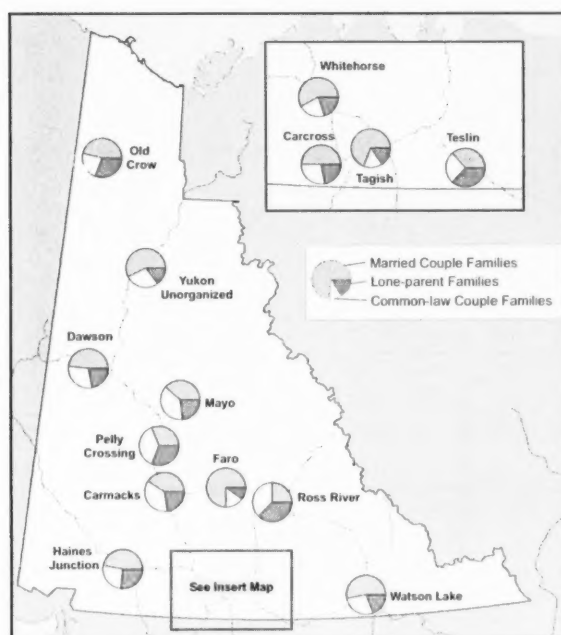 Whitehorse
Carcross
Tagish
Teslin
Old
Crow
Married Couple Families
Lone-parent Families
Common-law Couple Families
Yukon
Unorganized
Dawson
Mayo
Pelly
Crossing
Faro
Carmacks
Ross River
Haines
Junction
See Insert Map
Watson Lake